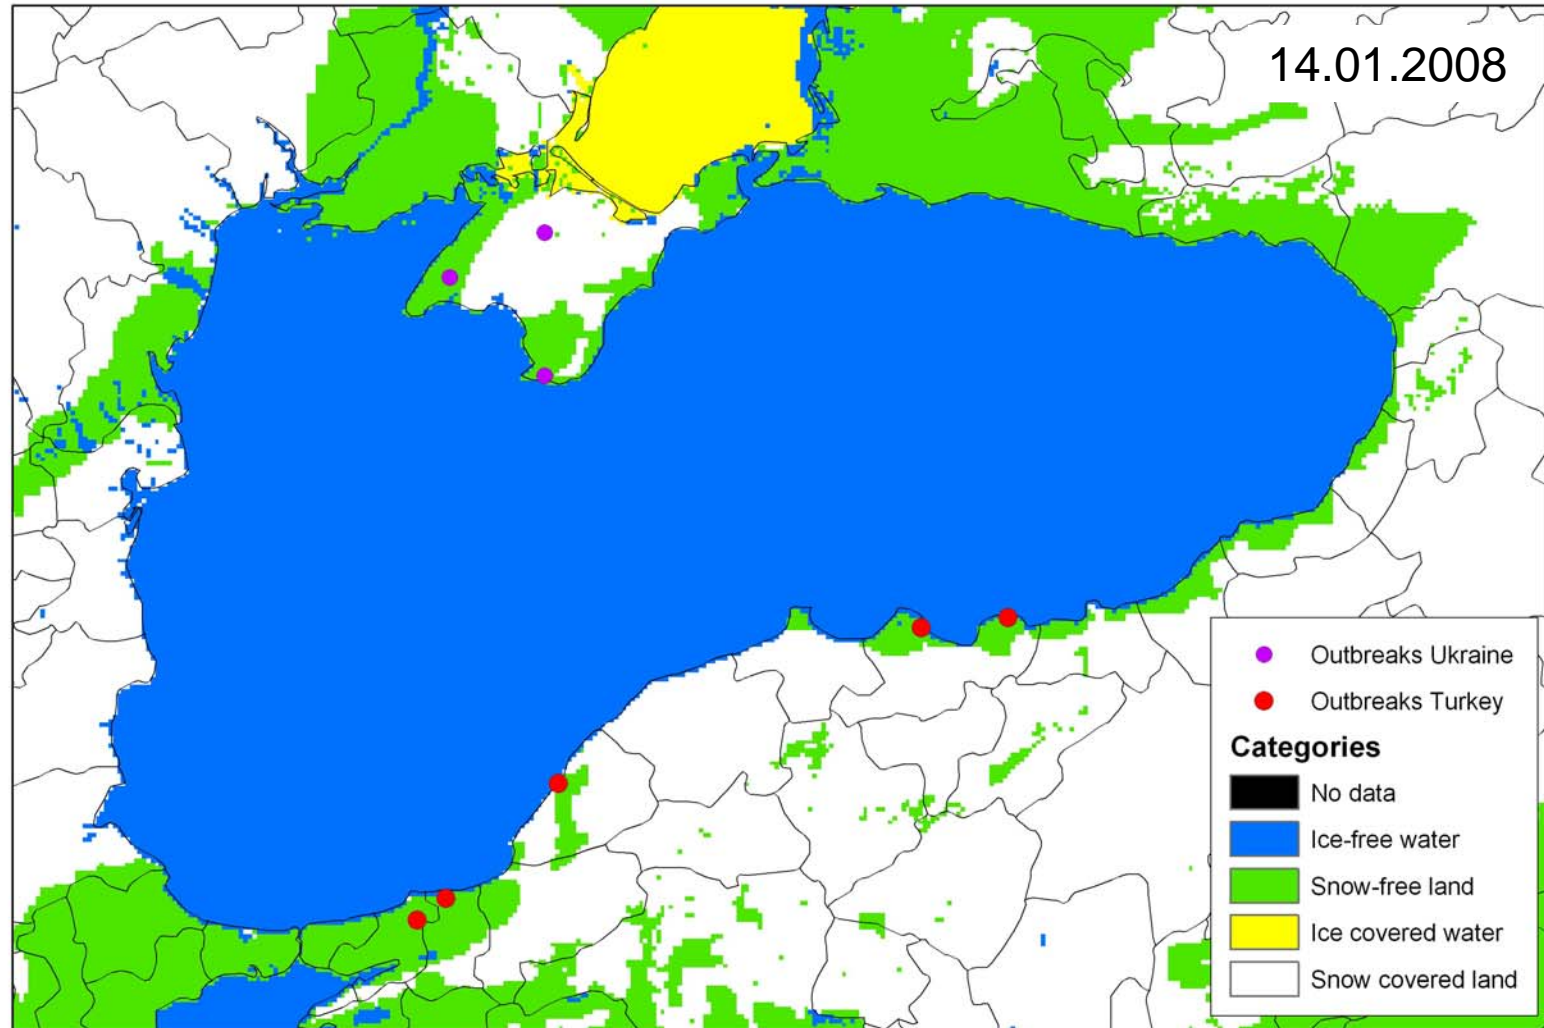 14.01.2008
Outbreaks Ukraine
Outbreaks Turkey
Categories
No data
Ice-free water
Snow-free land
Ice covered water
Snow covered land